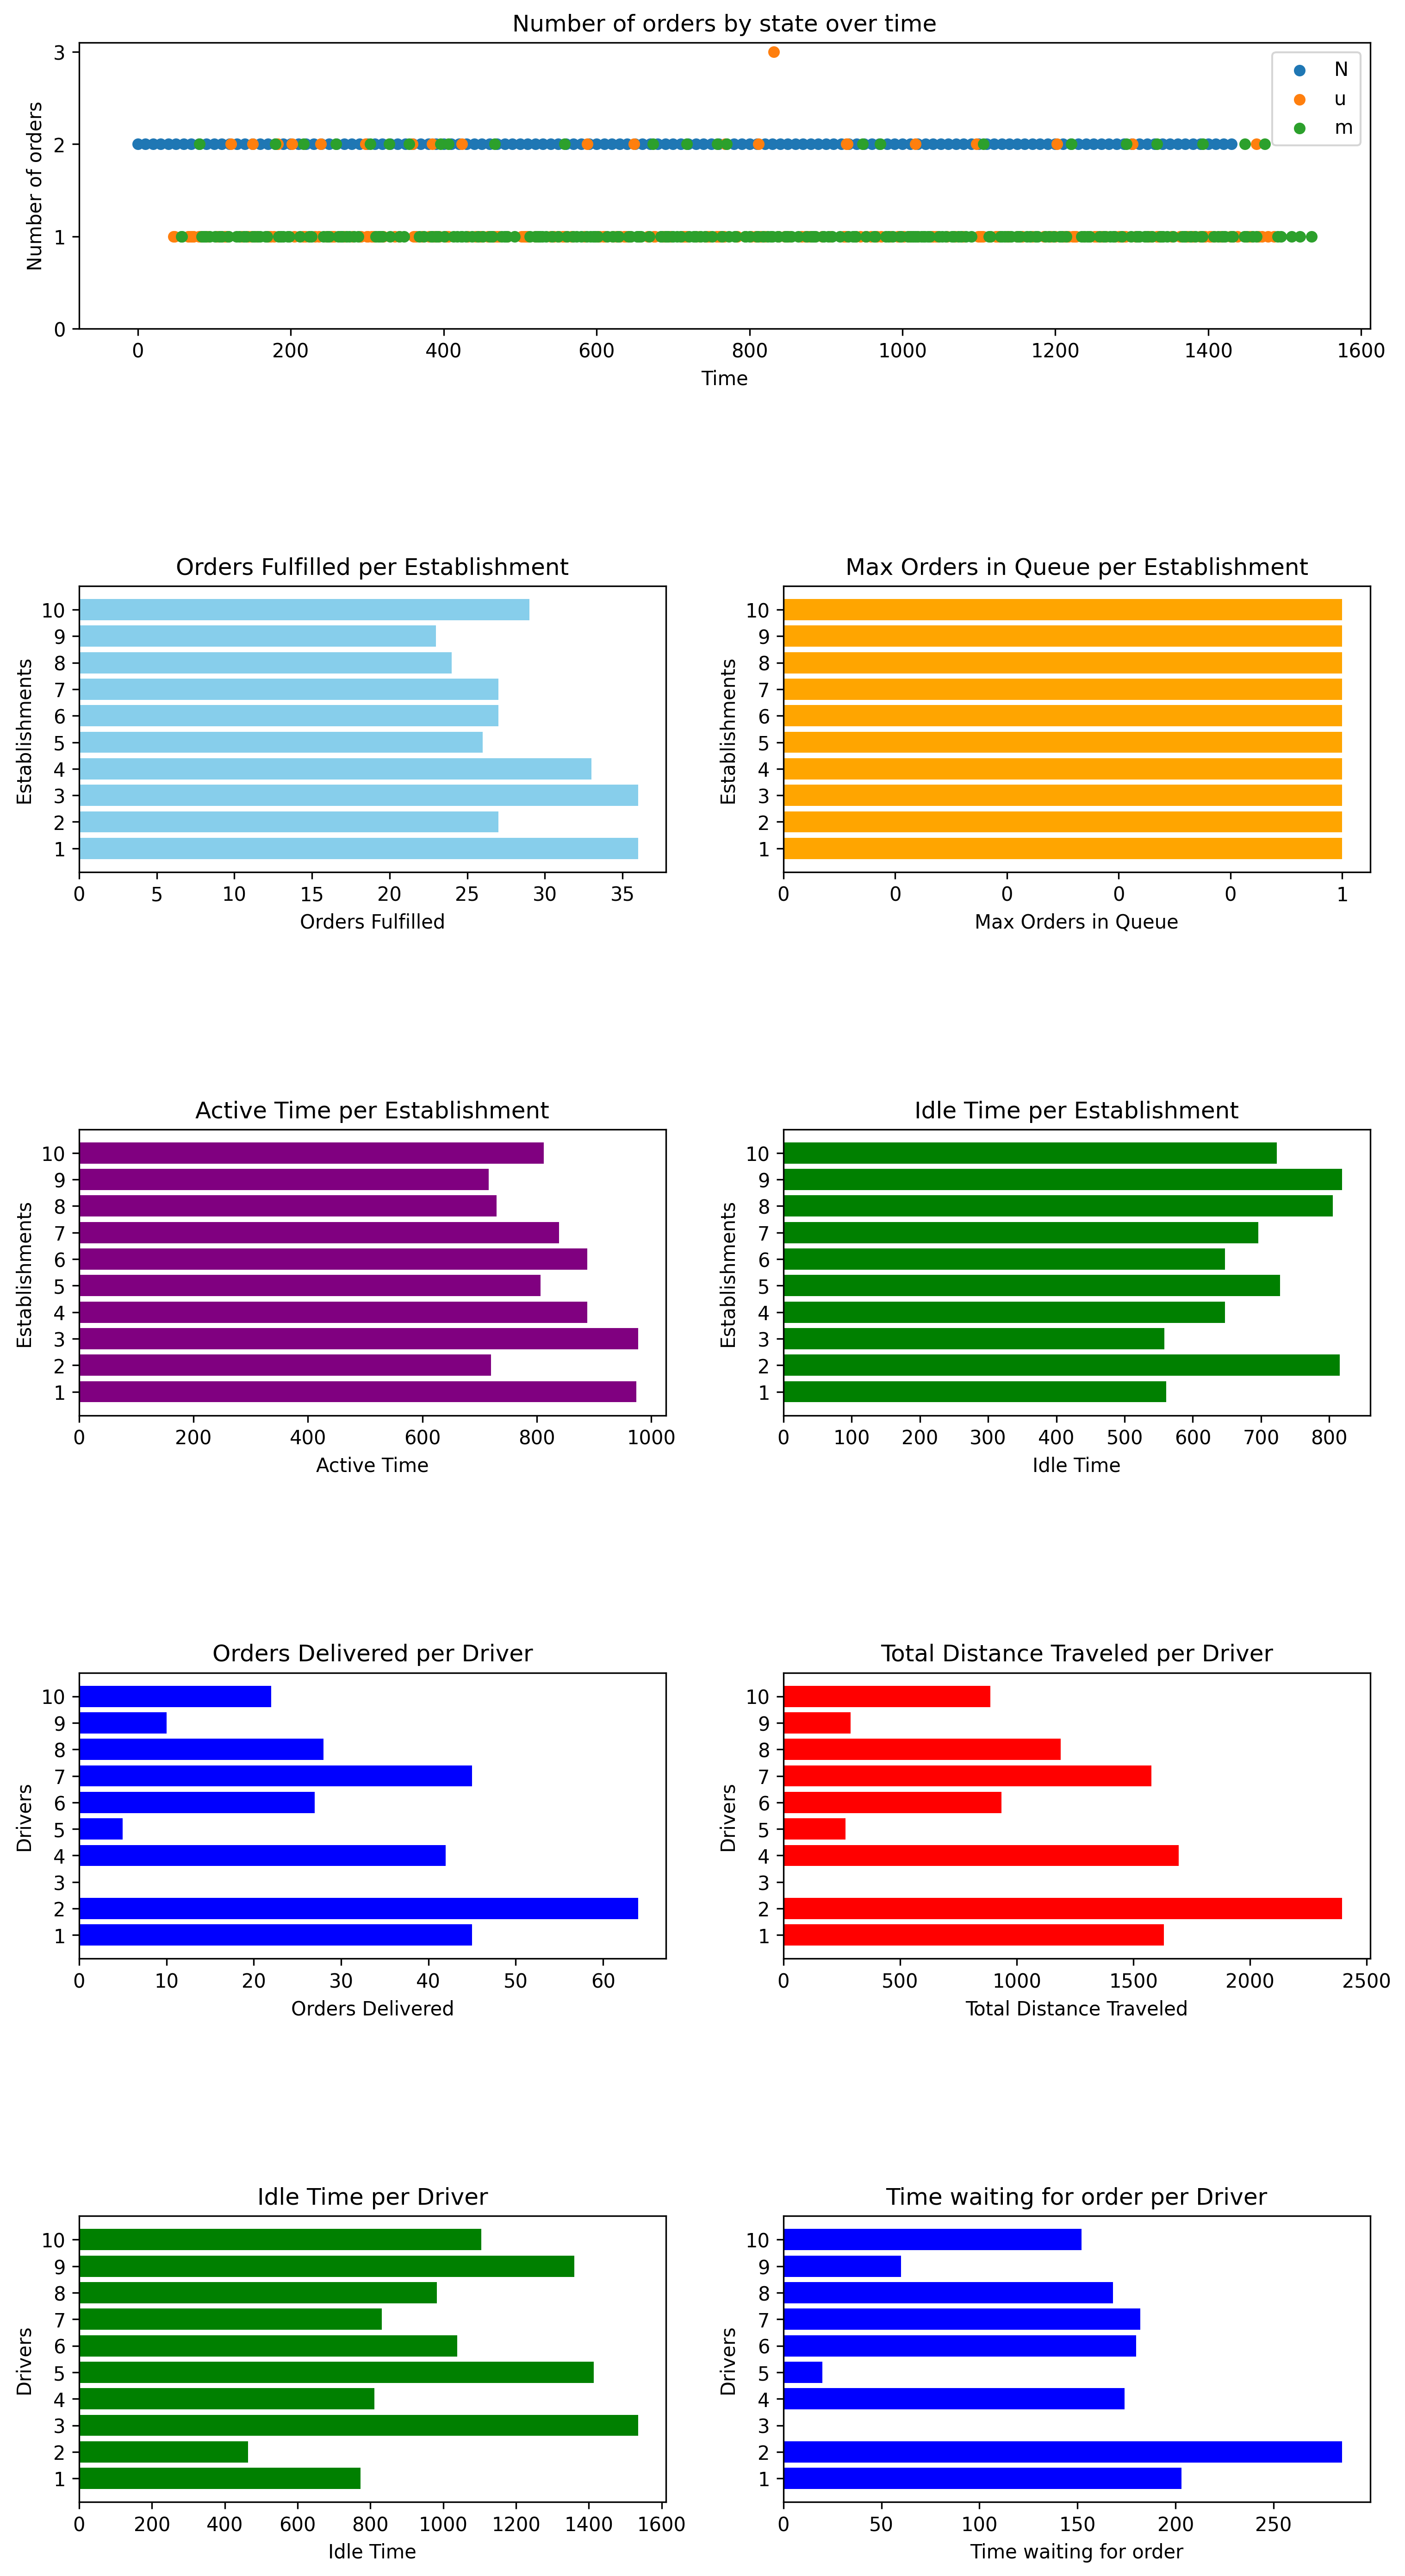 Number of orders by state over time
Number of orders
3
2
1
0
N
u
m
0 200 400 600 800 1000 1200 1400 1600
Time
Orders Fulfilled per Establishment
Establishments
10
9
8
7
6
5
4
3
2
1
0 5 10 15 20 25 30 35
Orders Fulfilled
Max Orders in Queue per Establishment
Establishments
10
9
8
7
6
5
4
3
2
1
0 0 0 0 0 1
Max Orders in Queue
Active Time per Establishment
Establishments
10
9
8
7
6
5
4
3
2
1
0 200 400 600 800 1000
Active Time
Idle Time per Establishment
Establishments
10
9
8
7
6
5
4
3
2
1
0 100 200 300 400 500 600 700 800
Idle Time
Orders Delivered per Driver
Drivers
10
9
8
7
6
5
4
3
2
1
0 10 20 30 40 50 60
Orders Delivered
Total Distance Traveled per Driver
Drivers
10
9
8
7
6
5
4
3
2
1
0 500 1000 1500 2000 2500
Total Distance Traveled
Idle Time per Driver
Drivers
10
9
8
7
6
5
4
3
2
1
0 200 400 600 800 1000 1200 1400 1600
Idle Time
Time waiting for order per Driver
Drivers
10
9
8
7
6
5
4
3
2
1
0 50 100 150 200 250
Time waiting for order